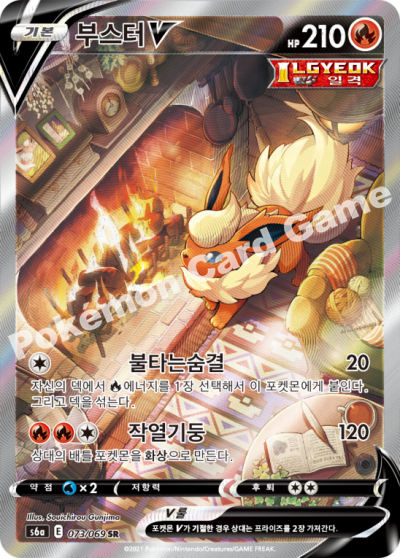 기본 부스터V HP 210
ILGYEOK
일격
Pokémon Card Game
불타는숨결 20
자신의 덱에서 에너지를 1장 선택해서 이 포켓몬에게 붙인다.
그리고 덱을 섞는다.
작열기둥 120
상대의 배틀 포켓몬을 화상으로 만든다.
약점 ×2 저항력 후퇴
Illus. Souichirou Gunjima
V룰
s6a E 073/069 SR
포켓몬 V가 기절한 경우 상대는 프라이즈를 2장 가져간다.
©2021 Pokémon/Nintendo/Creatures/GAME FREAK.